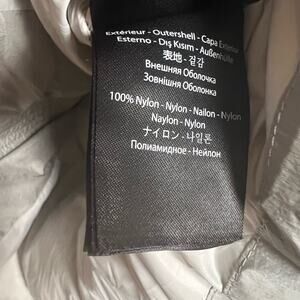 Extérieur - Outershell - Capa Exterior
Esterno - Dış Kısım - Außenhülle
表地 - 겉감
Внешняя Оболочка
Зовнішня Оболонка
100% Nylon - Nylon - Nailon - Nylon
Naylon - Nylon
ナイロン - 나일론
Полиамидное - Нейлон